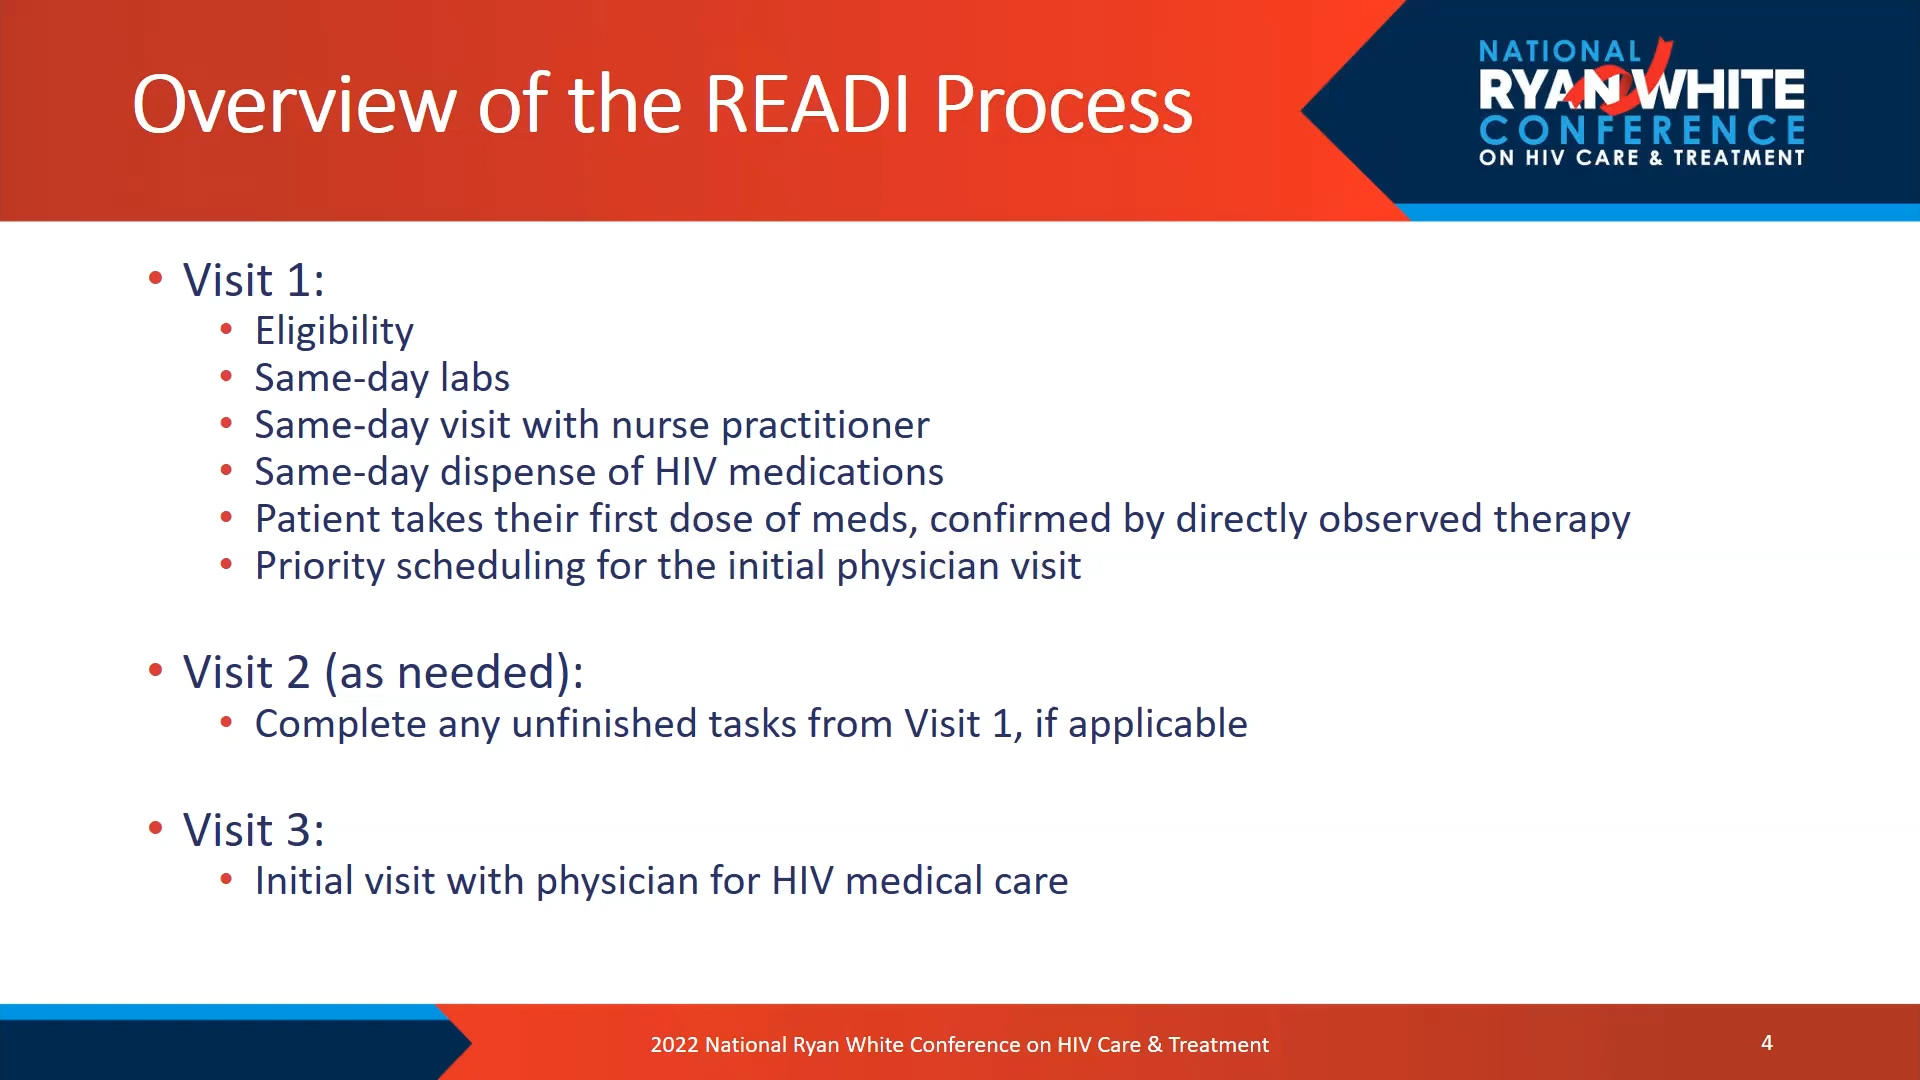 Overview of the READI Process
NATIONAL
RYAN WHITE
CONFERENCE
ON HIV CARE & TREATMENT
• Visit 1:
• Eligibility
• Same-day labs
• Same-day visit with nurse practitioner
• Same-day dispense of HIV medications
• Patient takes their first dose of meds, confirmed by directly observed therapy
• Priority scheduling for the initial physician visit
• Visit 2 (as needed):
• Complete any unfinished tasks from Visit 1, if applicable
• Visit 3:
• Initial visit with physician for HIV medical care
2022 National Ryan White Conference on HIV Care & Treatment
4